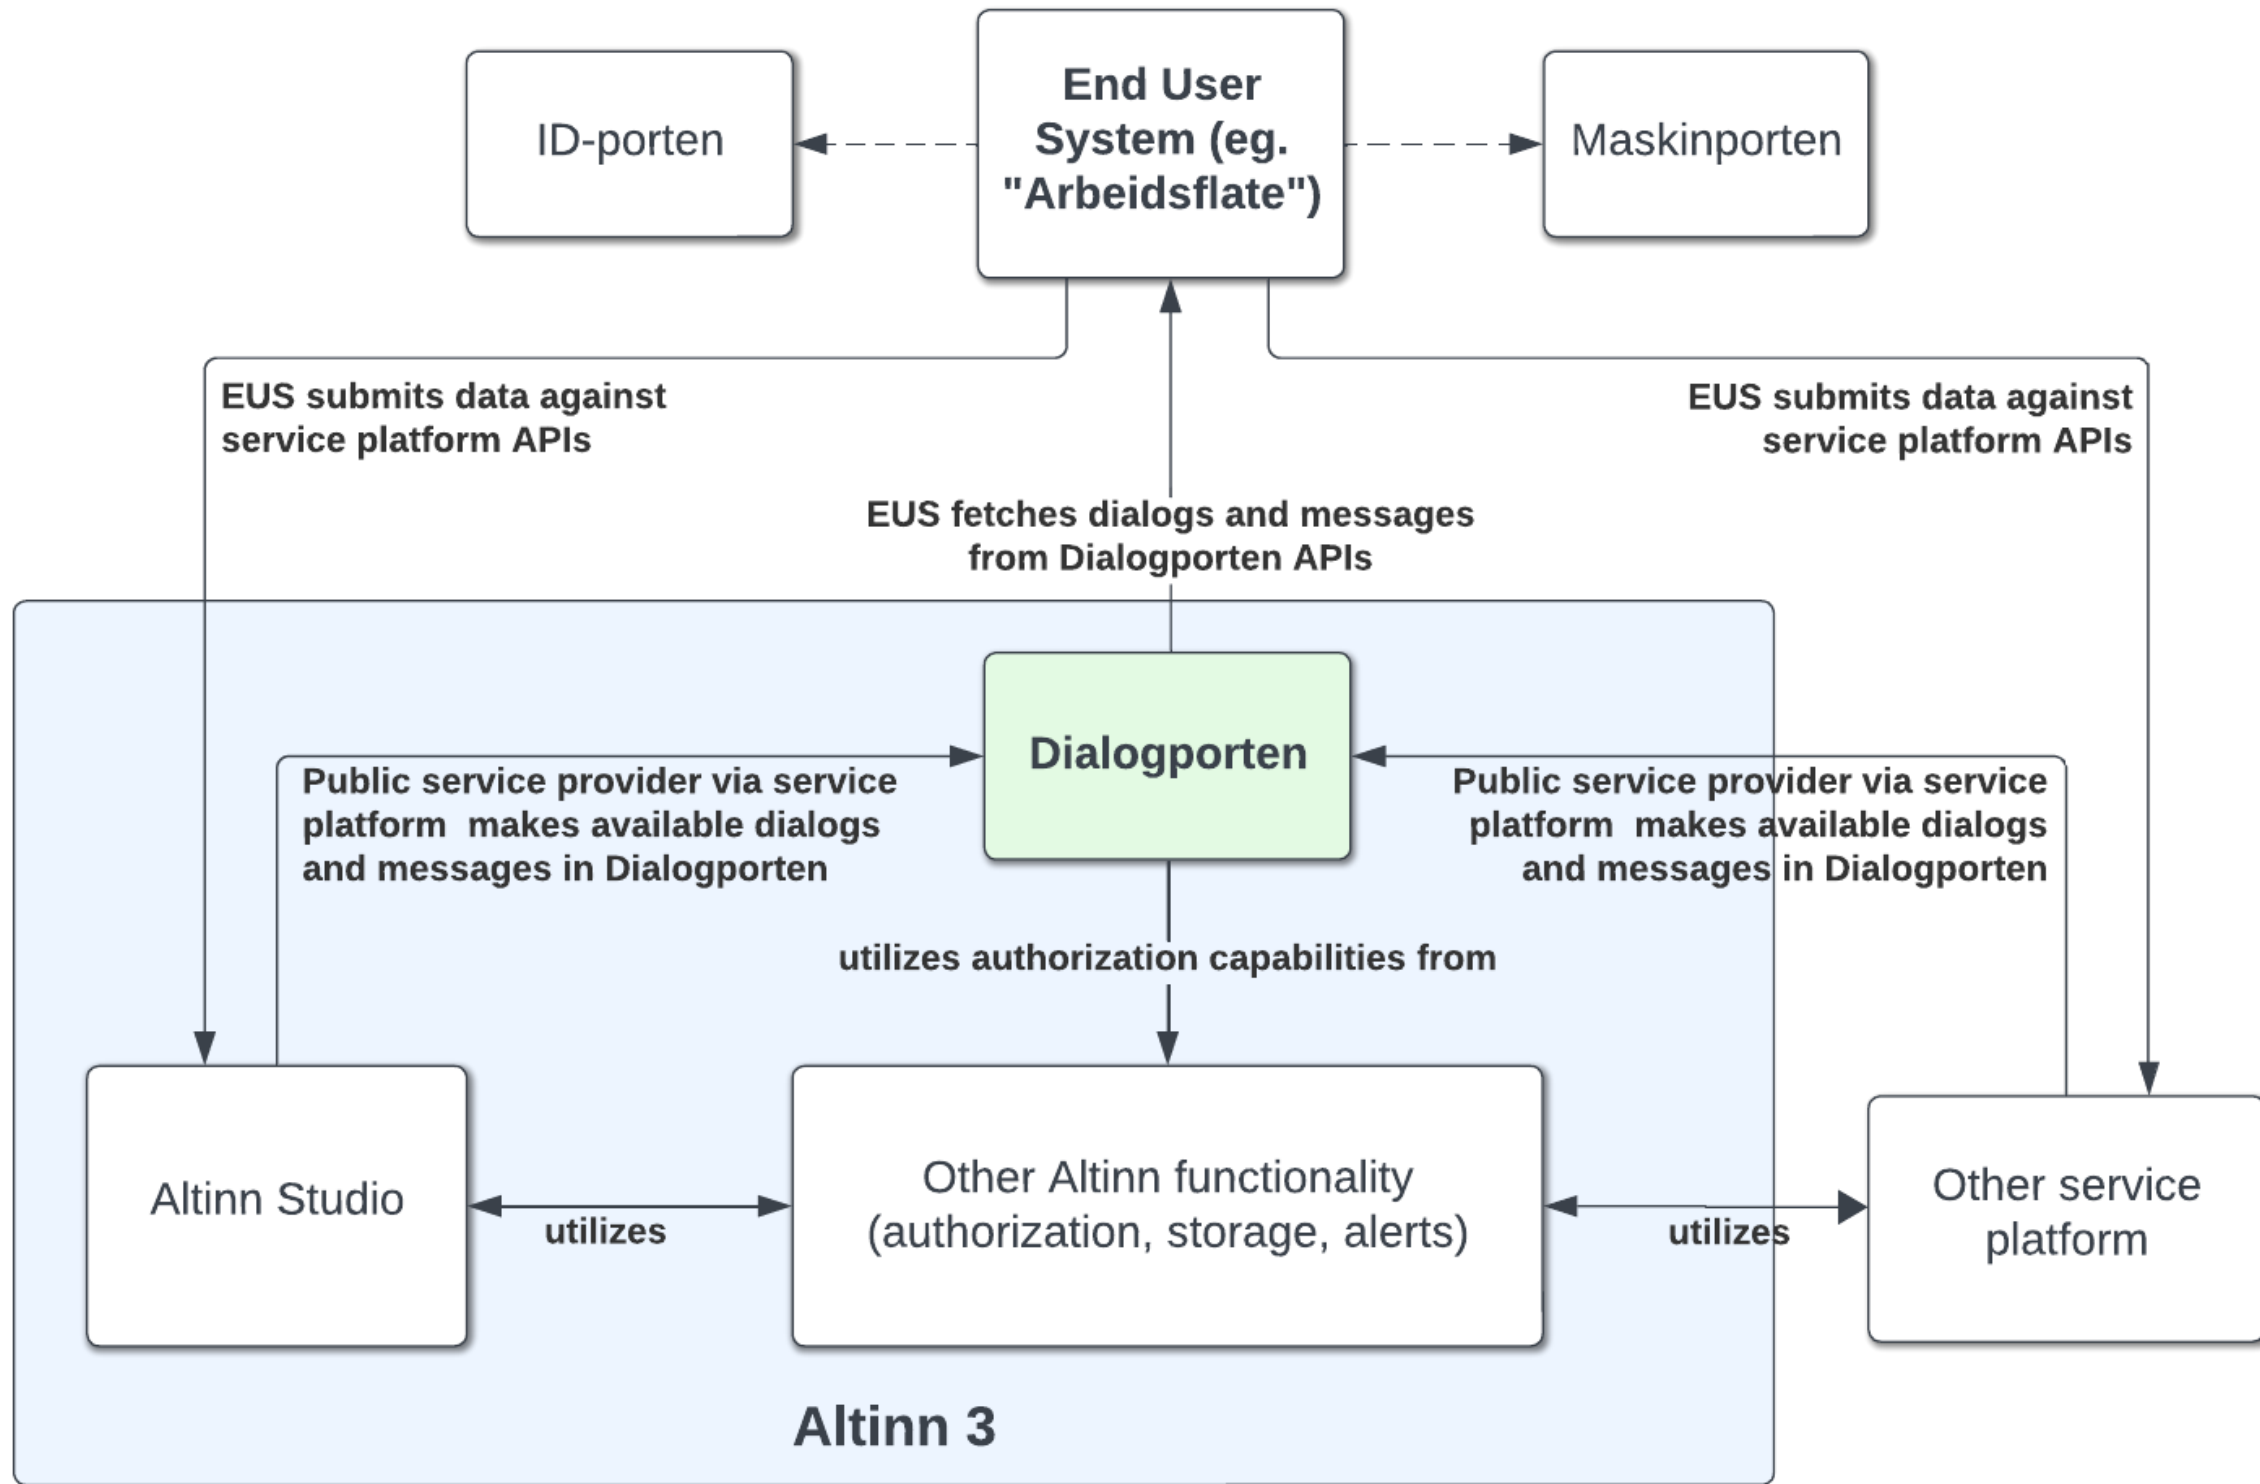 ID-porten
End User
System (eg.
"Arbeidsflate")
Maskinporten
EUS submits data against
service platform APIs
EUS submits data against
service platform APIs
EUS fetches dialogs and messages
from Dialogporten APIs
Dialogporten
Public service provider via service
platform  makes available dialogs
and messages in Dialogporten
Public service provider via service
platform  makes available dialogs
and messages in Dialogporten
utilizes authorization capabilities from
Altinn Studio
utilizes
Other Altinn functionality
(authorization, storage, alerts)
utilizes
Other service
platform
Altinn 3